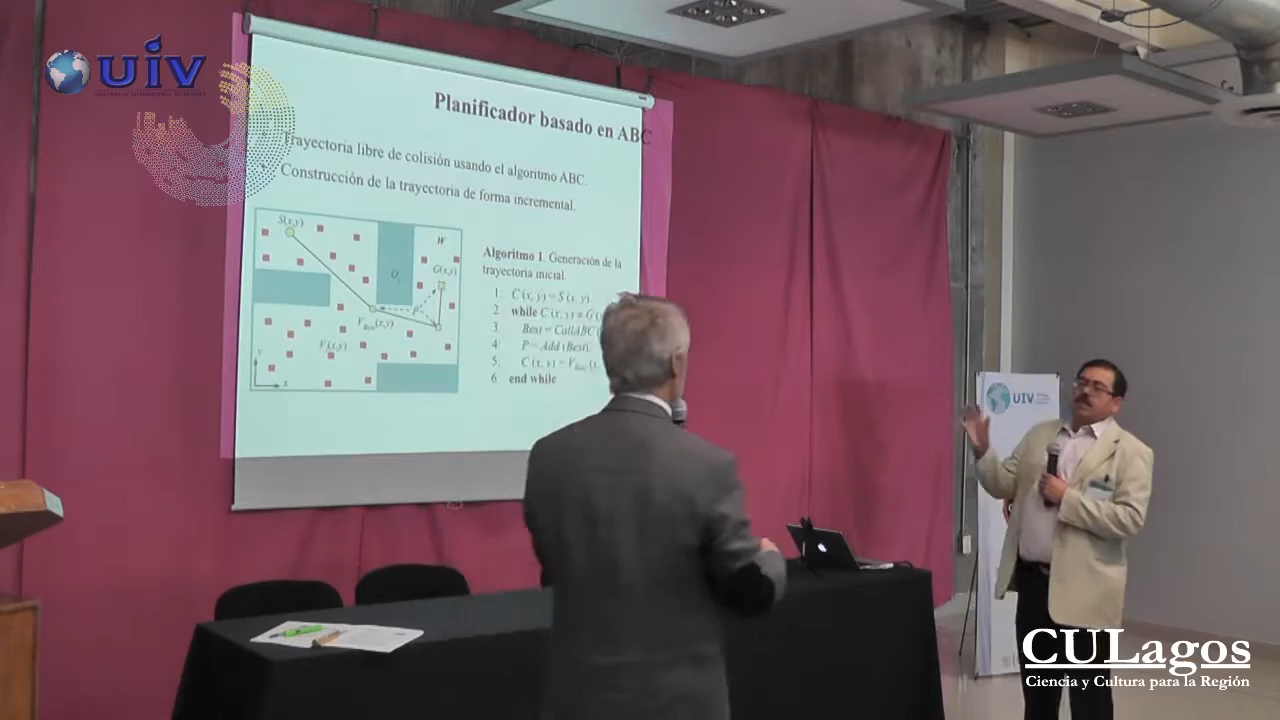 UIV
Planificador basado en ABC
Trayectoria libre de colisión usando el algoritmo ABC.
Construcción de la trayectoria de forma incremental.
S(x,y)
W
G(x,y)
P
V(x,y)
Y
X
Algoritmo 1. Generación de la
trayectoria inicial.
1: C(x, y) = S(x, y)
2 while C(x, y) ≠ G(
3. Best = CallABC(
4: P = Add (Best).
5: C(x, y) = V
6 end while
UIV
CULagos
Ciencia y Cultura para la Región